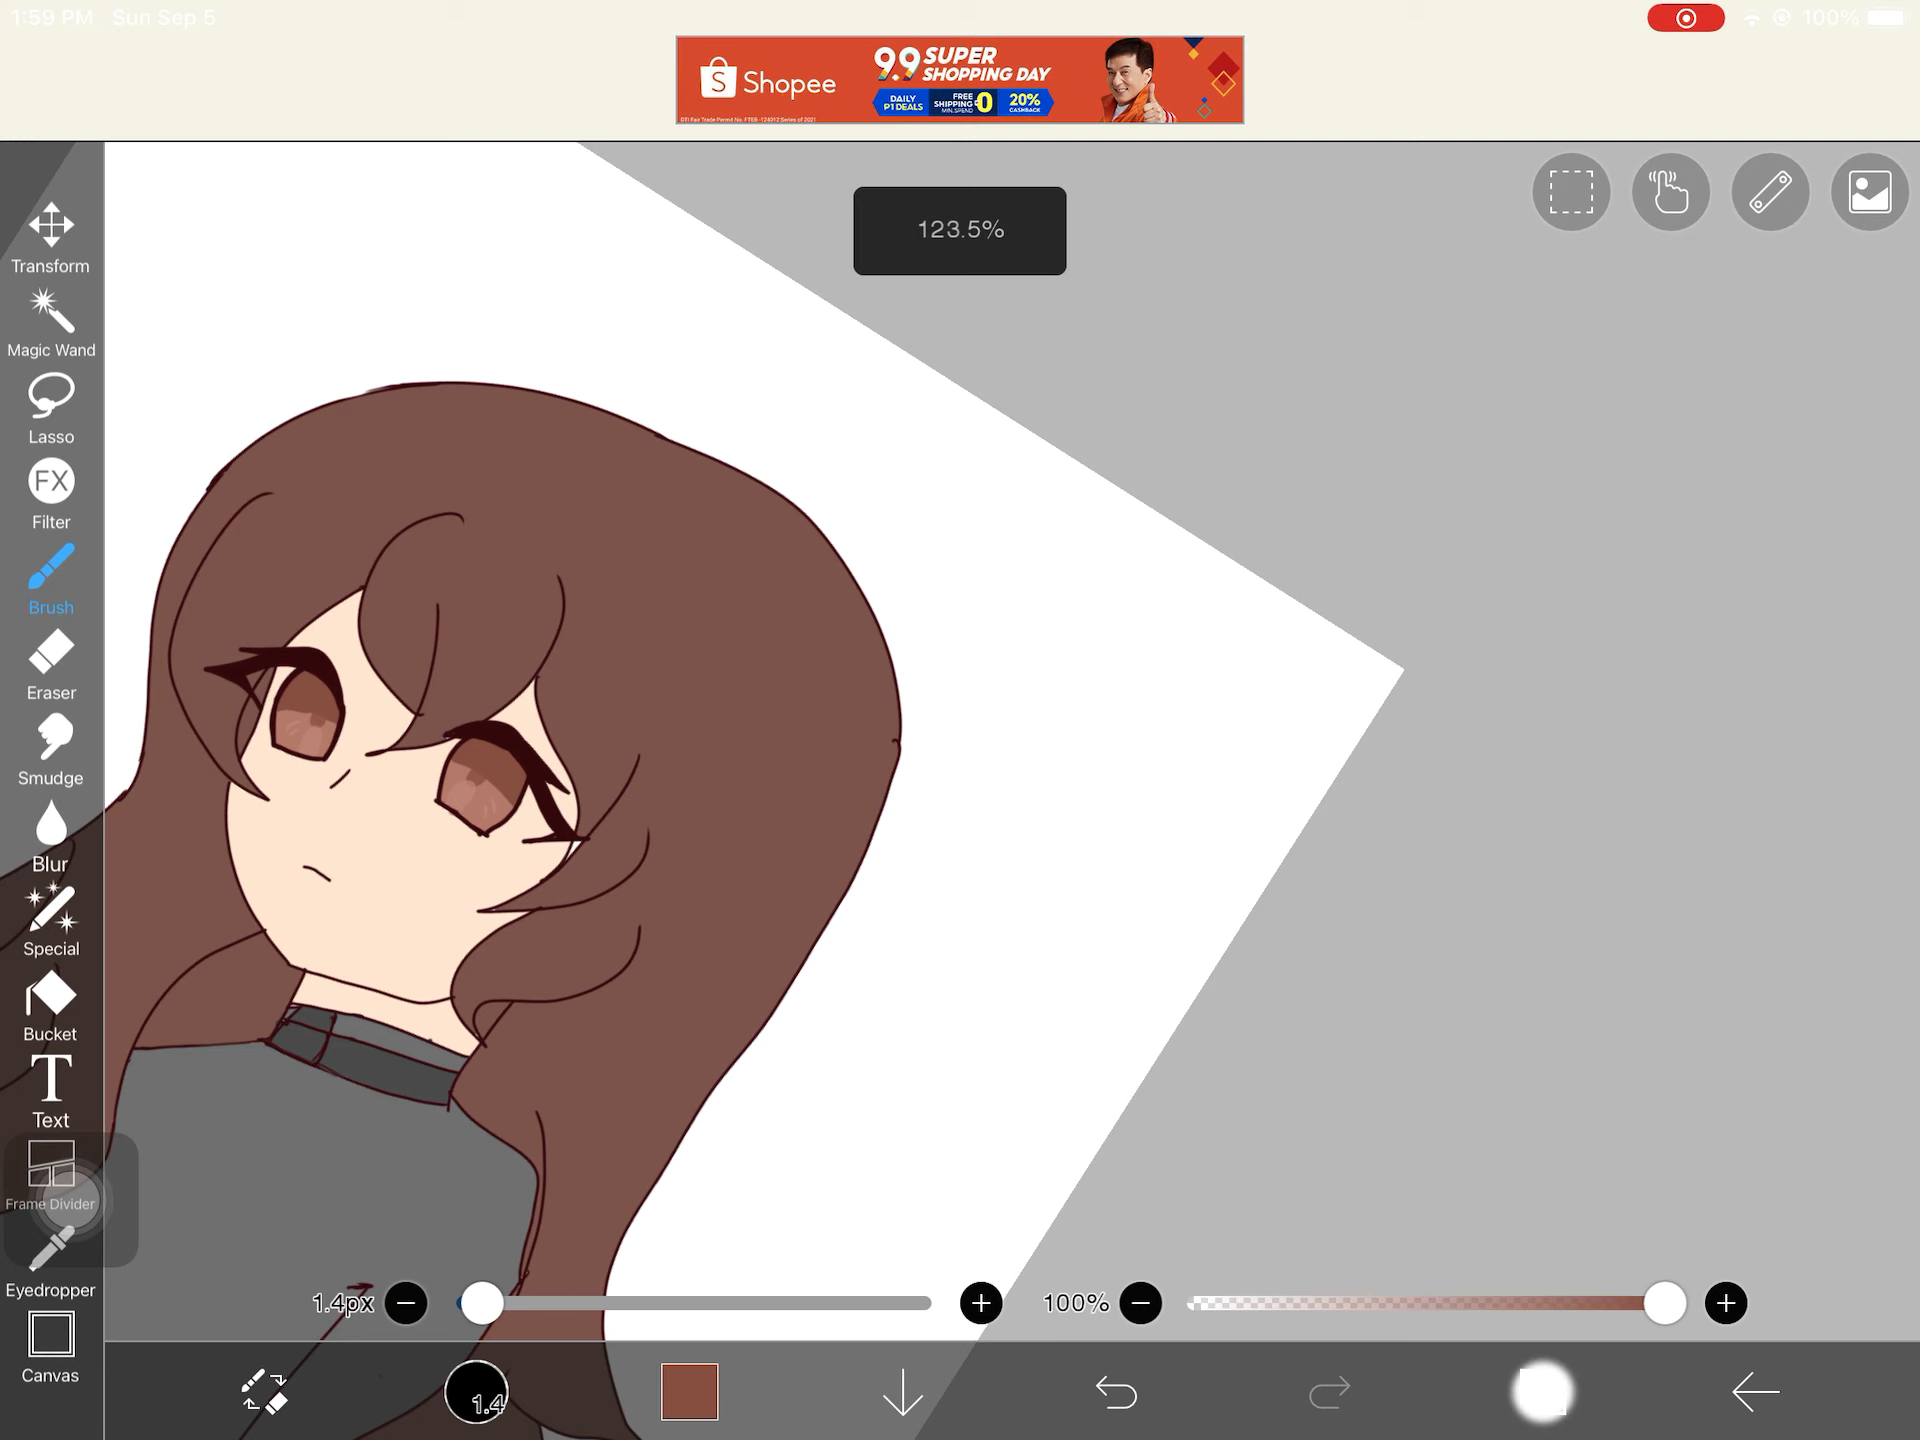 1:59 PM Sun Sep 5
100%
S Shopee
9.9 SUPER
SHOPPING DAY
DAILY
P1 DEALS
FREE
SHIPPING
MIN. SPEND
0
20%
CASHBACK
DTI Fair Trade Permit No. FTEB-124012 Series of 2021
123.5%
Transform
Magic Wand
Lasso
FX
Filter
Brush
Eraser
Smudge
Blur
Special
Bucket
T
Text
Frame Divider
Eyedropper
Canvas
1.4px
100%
1.4